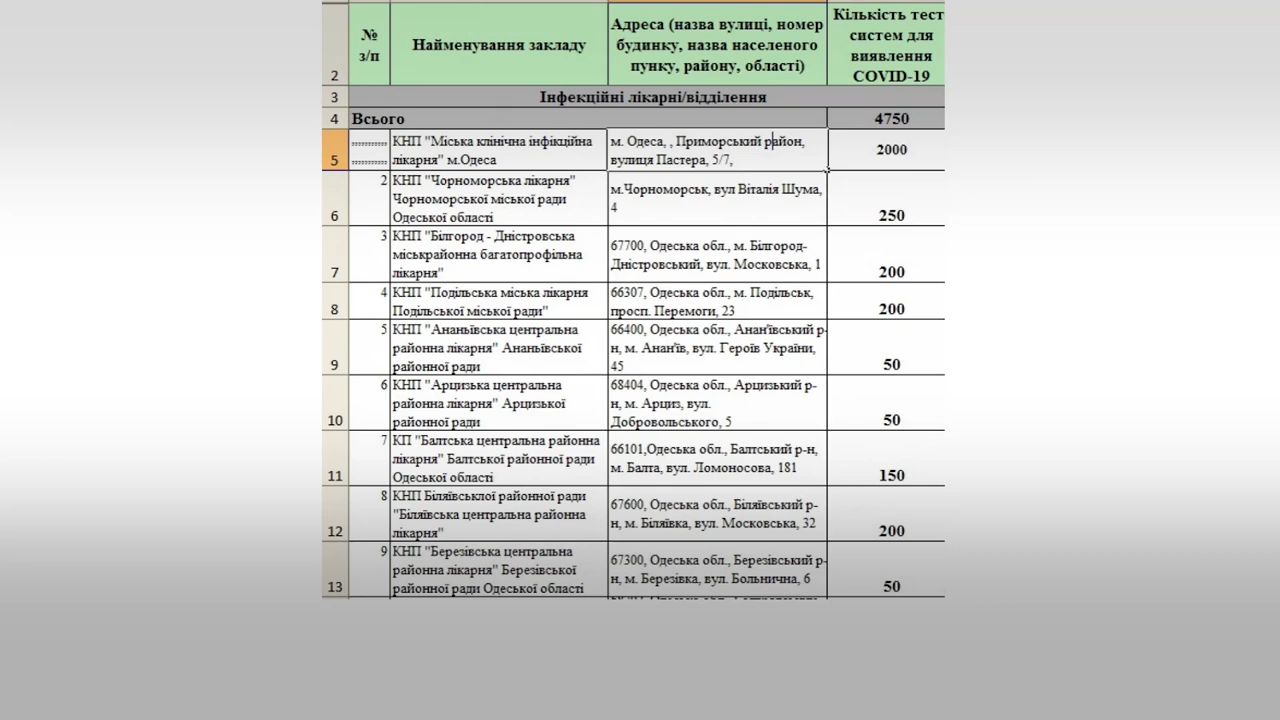 №
з/п
Найменування закладу
Адреса (назва вулиці, номер
будинку, назва населеного
пунку, району, області)
Кількість тест
систем для
виявлення
COVID-19
2
3
Інфекційні лікарні/відділення
4
Всього
4750
5
,,,,,,,,,,,,
,,,,,,,,,,,,
КНП "Міська клінічна інфікційна
лікарня" м.Одеса
м. Одеса, , Приморський район,
вулиця Пастера, 5/7,
2000
6
2
КНП "Чорноморська лікарня"
Чорноморської міської ради
Одеської області
м.Чорноморськ, вул Віталія Шума,
4
250
7
3
КНП "Білгород - Дністровська
міськрайонна багатопрофільна
лікарня"
67700, Одеська обл., м. Білгород-
Дністровський, вул. Московська, 1
200
8
4
КНП "Подільська міська лікарня
Подільської міської ради"
66307, Одеська обл., м. Подільськ,
просп. Перемоги, 23
200
9
5
КНП "Ананьївська центральна
районна лікарня" Ананьївської
районної ради
66400, Одеська обл., Анан'ївський р-
н, м. Анан'їв, вул. Героїв України,
45
50
10
6
КНП "Арцизька центральна
районна лікарня" Арцизької
районної ради
68404, Одеська обл., Арцизький р-
н, м. Арциз, вул.
Добровольського, 5
50
11
7
КП "Балтська центральна районна
лікарня" Балтської районної ради
Одеської області
66101,Одеська обл., Балтський р-н,
м. Балта, вул. Ломоносова, 181
150
12
8
КНП Біляївськлої районної ради
"Біляївська центральна районна
лікарня"
67600, Одеська обл., Біляївський р-
н, м. Біляївка, вул. Московська, 32
200
13
9
КНП "Березівська центральна
районна лікарня" Березівської
районної ради Одеської області
67300, Одеська обл., Березівський р-
н, м. Березівка, вул. Больнична, 6
50